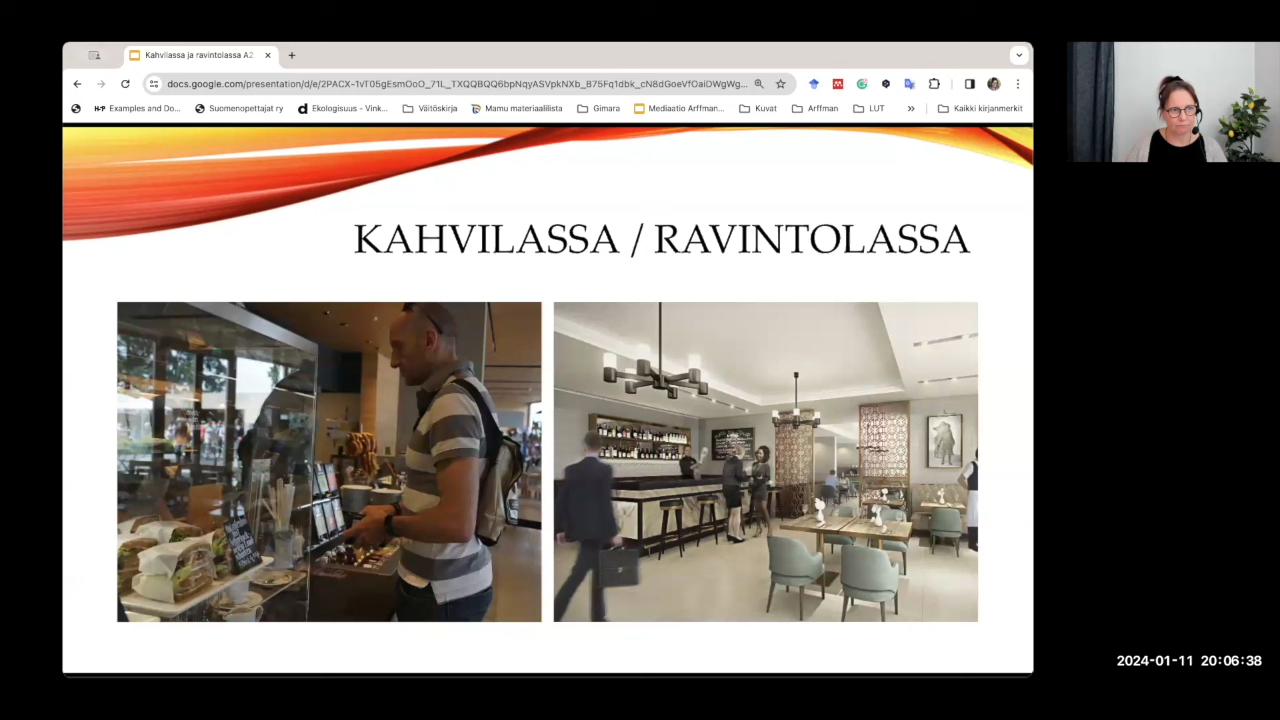 Kahvilassa ja ravintolassa A2
docs.google.com/presentation/d/e/2PACX-1vT05gEsmOoO_71L_TXQQBQQ6bpNqyASVpkNXb_B75Fq1dbk_cN8dGoeVfOaiDWgWg...
Examples and Do...
Suomenopettajat ry
Ekologisuus - Vink...
Väitöskirja
Mamu materiaalilista
Gimara
Mediaatio Arffman...
Kuvat
Arffman
LUT
»
Kaikki kirjanmerkit
KAHVILASSA / RAVINTOLASSA
2024-01-11 20:06:38